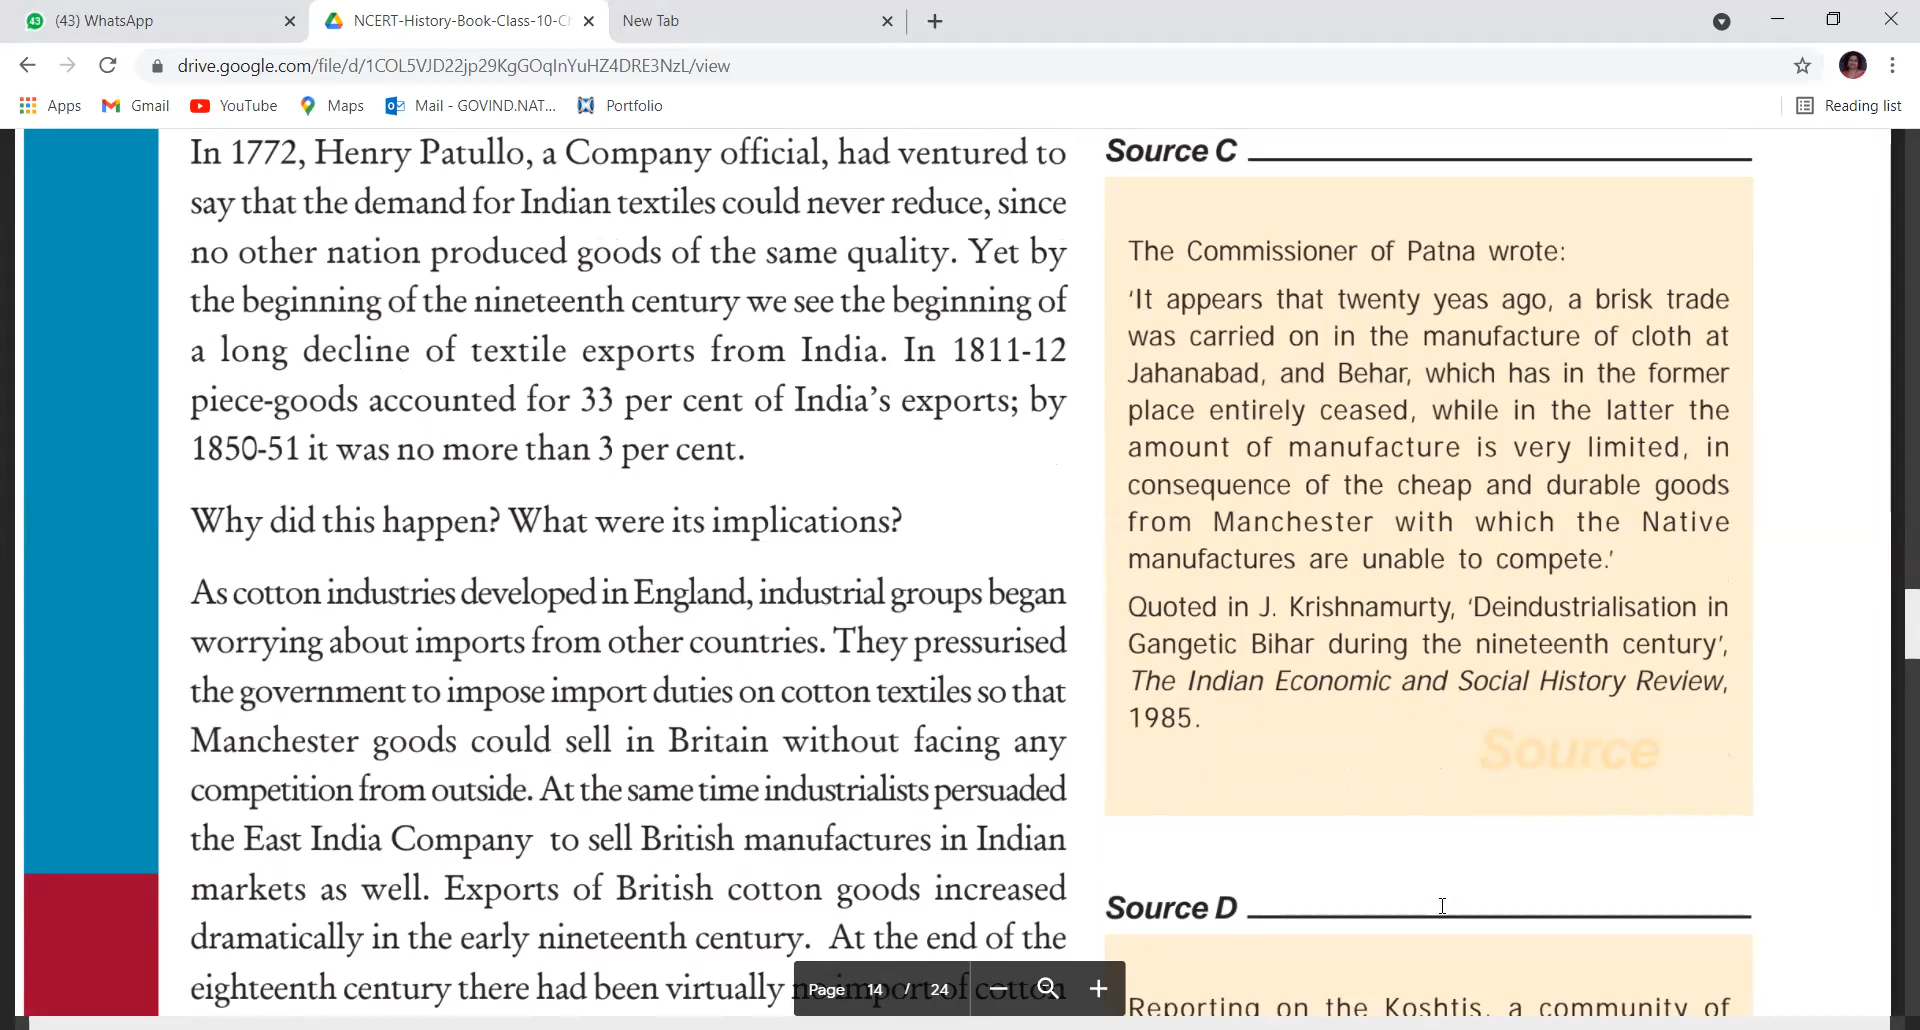 (43) WhatsApp
NCERT-History-Book-Class-10-C
New Tab
drive.google.com/file/d/1COL5VJD22jp29KgGOqInYuHZ4DRE3NzL/view
Apps
Gmail
YouTube
Maps
Mail - GOVIND.NAT...
Portfolio
Reading list
In 1772, Henry Patullo, a Company official, had ventured to
say that the demand for Indian textiles could never reduce, since
no other nation produced goods of the same quality. Yet by
the beginning of the nineteenth century we see the beginning of
a long decline of textile exports from India. In 1811-12
piece-goods accounted for 33 per cent of India's exports; by
1850-51 it was no more than 3 per cent.
Why did this happen? What were its implications?
As cotton industries developed in England, industrial groups began
worrying about imports from other countries. They pressurised
the government to impose import duties on cotton textiles so that
Manchester goods could sell in Britain without facing any
competition from outside. At the same time industrialists persuaded
the East India Company to sell British manufactures in Indian
markets as well. Exports of British cotton goods increased
dramatically in the early nineteenth century. At the end of the
eighteenth century there had been virtually no import of cotton
Source C
The Commissioner of Patna wrote:
'It appears that twenty yeas ago, a brisk trade
was carried on in the manufacture of cloth at
Jahanabad, and Behar, which has in the former
place entirely ceased, while in the latter the
amount of manufacture is very limited, in
consequence of the cheap and durable goods
from Manchester with which the Native
manufactures are unable to compete.'
Quoted in J. Krishnamurty, 'Deindustrialisation in
Gangetic Bihar during the nineteenth century',
The Indian Economic and Social History Review,
1985.
Source
Source D
Reporting on the Koshtis, a community of
Page 14 / 24